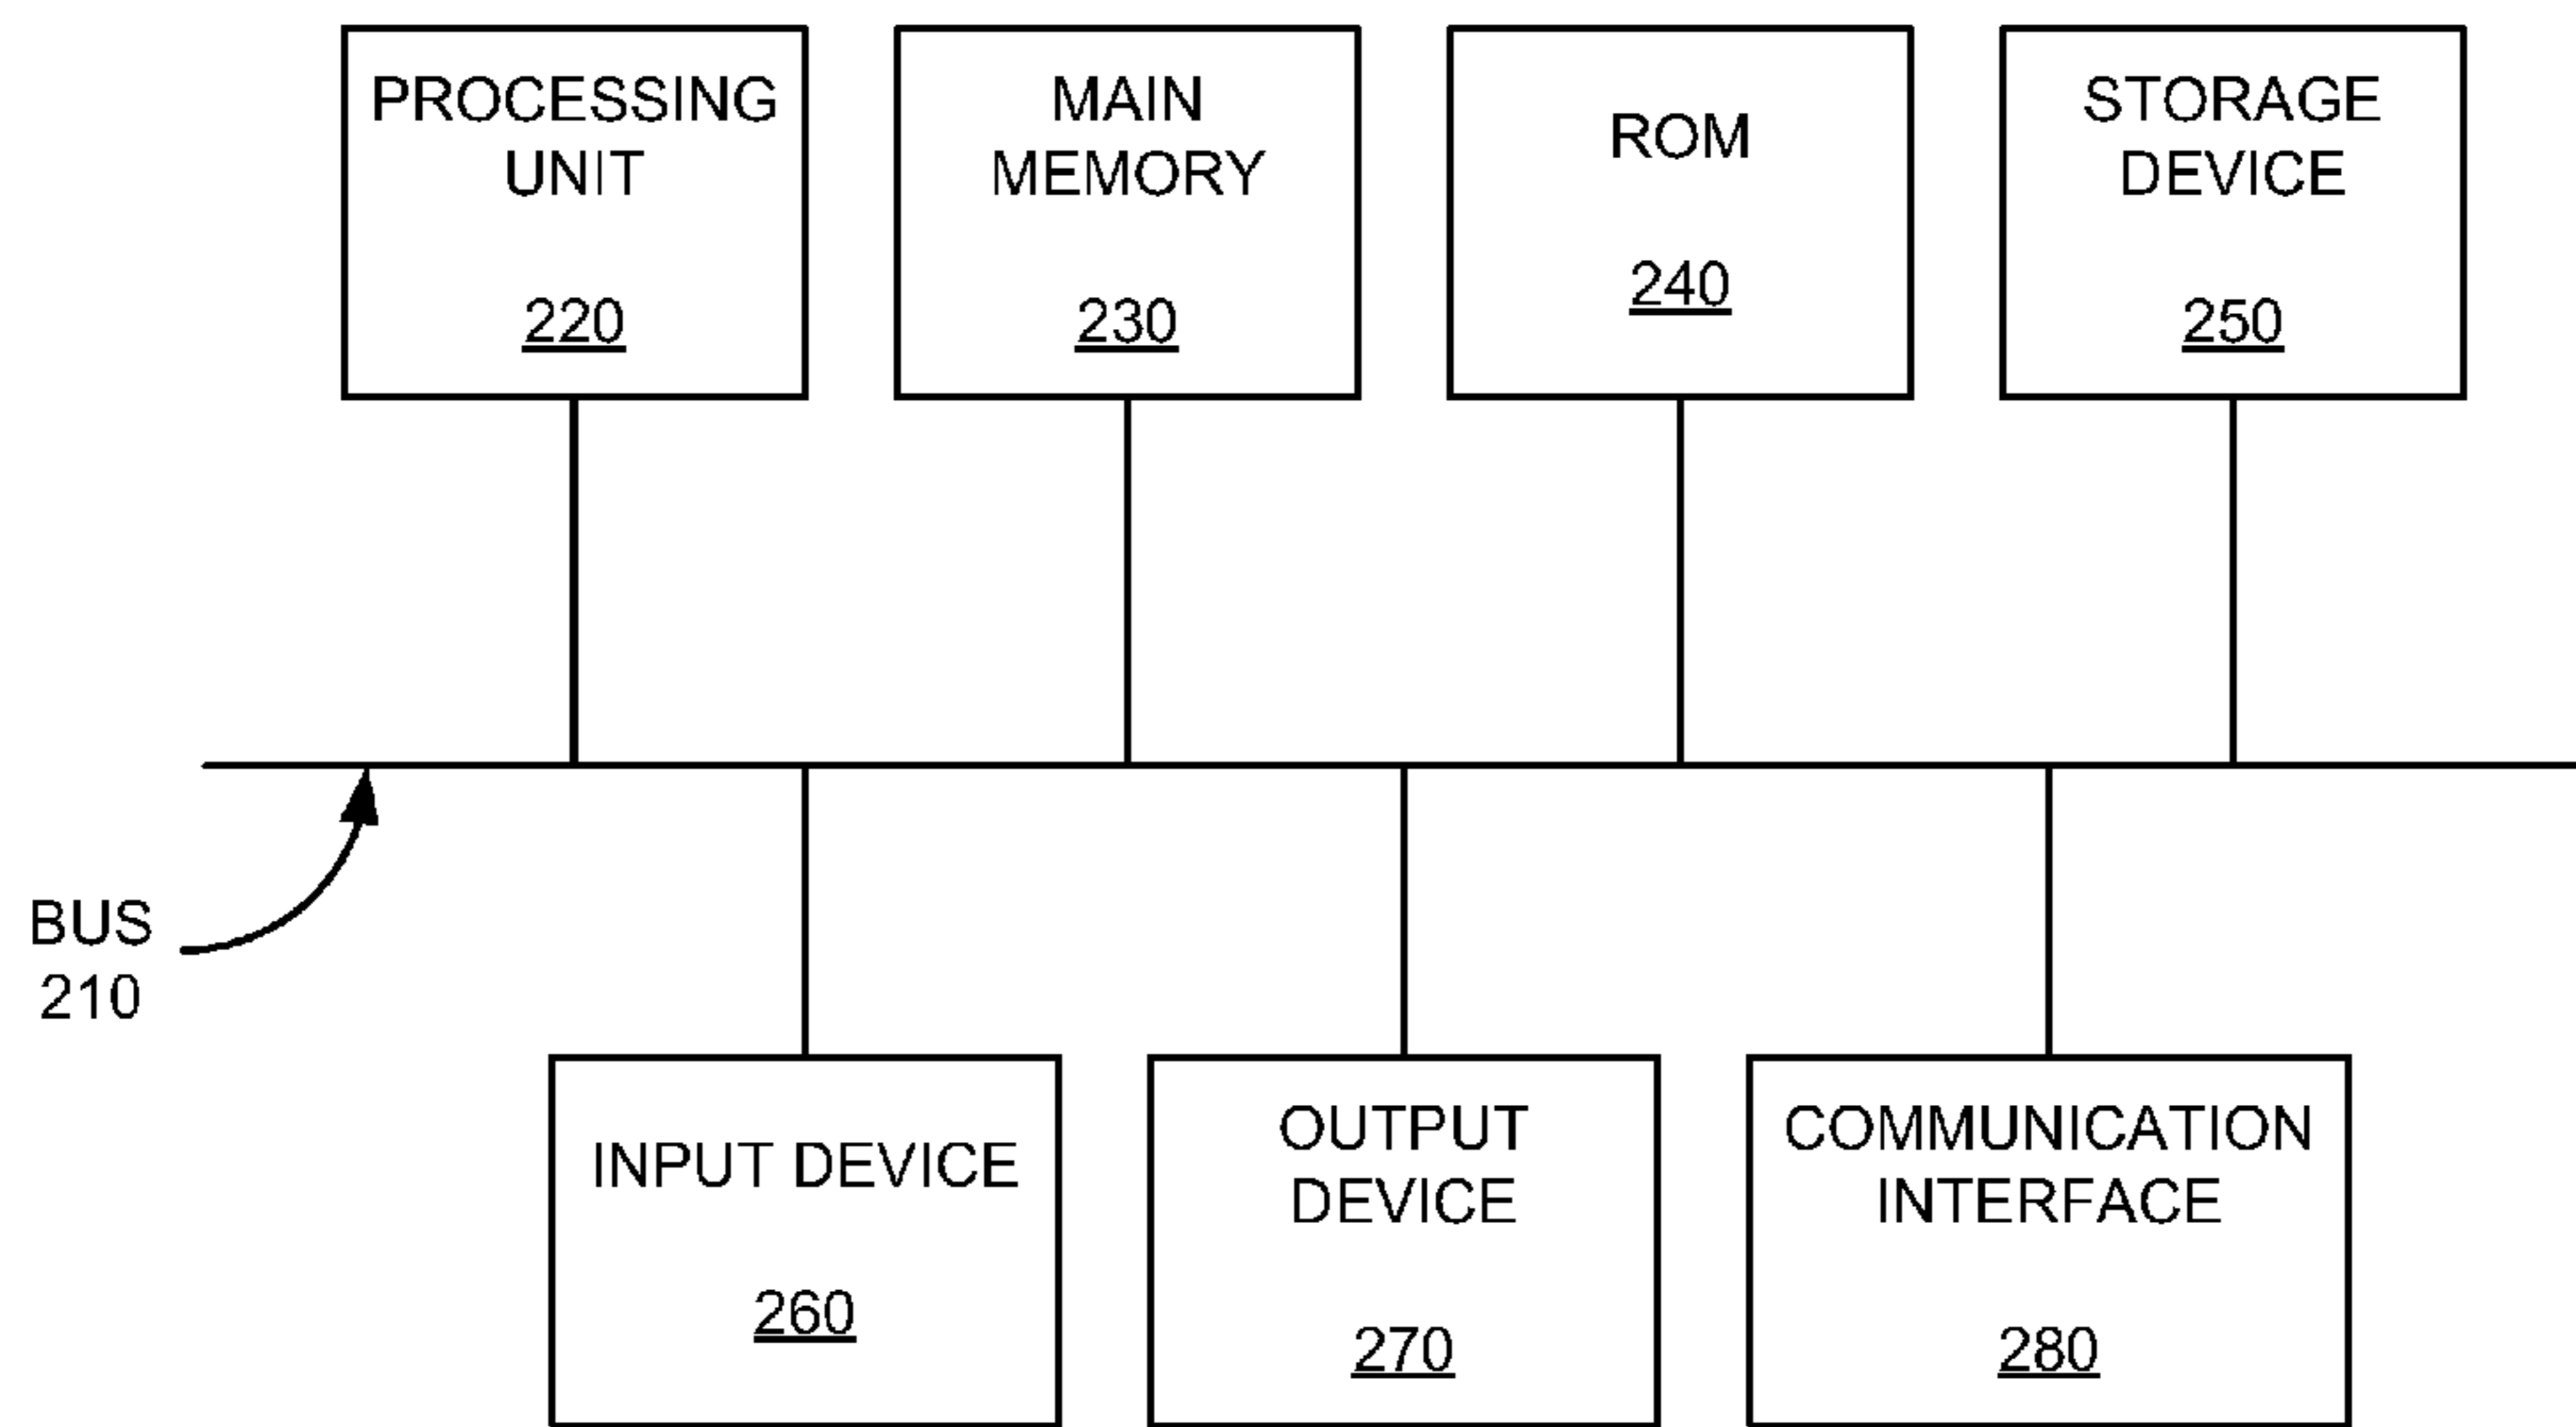 PROCESSING
UNIT
220
MAIN
MEMORY
230
ROM
240
STORAGE
DEVICE
250
BUS
210
INPUT DEVICE
260
OUTPUT
DEVICE
270
COMMUNICATION
INTERFACE
280